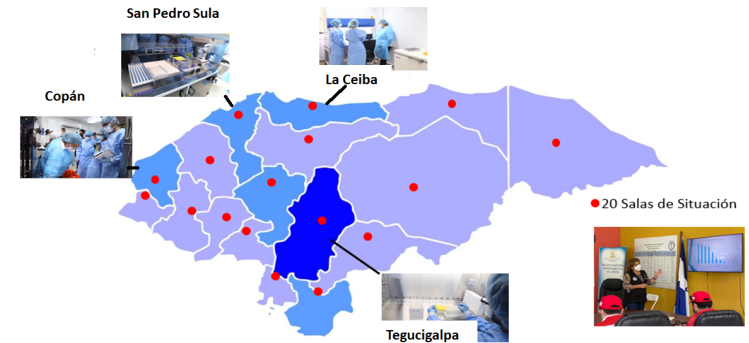 San Pedro Sula
La Ceiba
Copán
20 Salas de Situación
Tegucigalpa